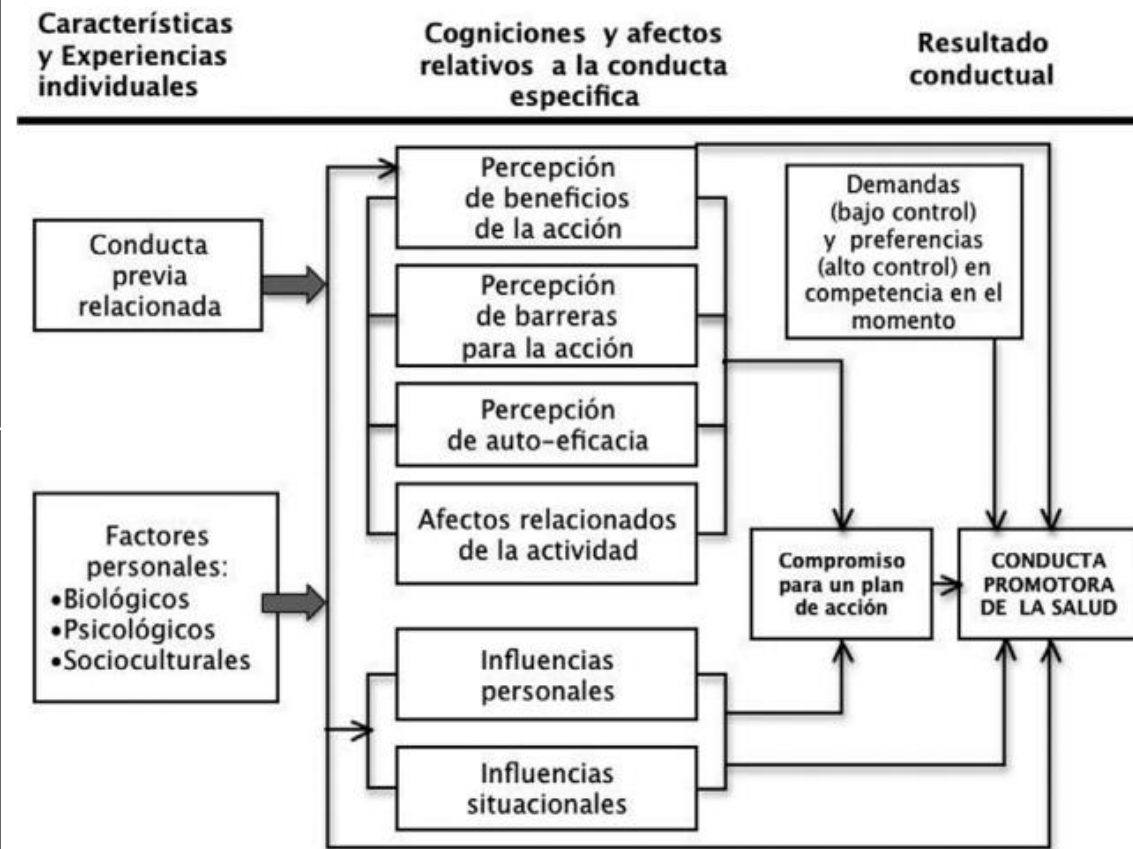 Características
y Experiencias
individuales
Cogniciones y afectos
relativos a la conducta
especifica
Resultado
conductual
Conducta
previa
relacionada
Factores
personales:
•Biológicos
•Psicológicos
•Socioculturales
Percepción
de beneficios
de la acción
Percepción
de barreras
para la acción
Percepción
de auto-eficacia
Afectos relacionados
de la actividad
Influencias
personales
Influencias
situacionales
Demandas
(bajo control)
y preferencias
(alto control) en
competencia en el
momento
Compromiso
para un plan
de acción
CONDUCTA
PROMOTORA
DE LA SALUD